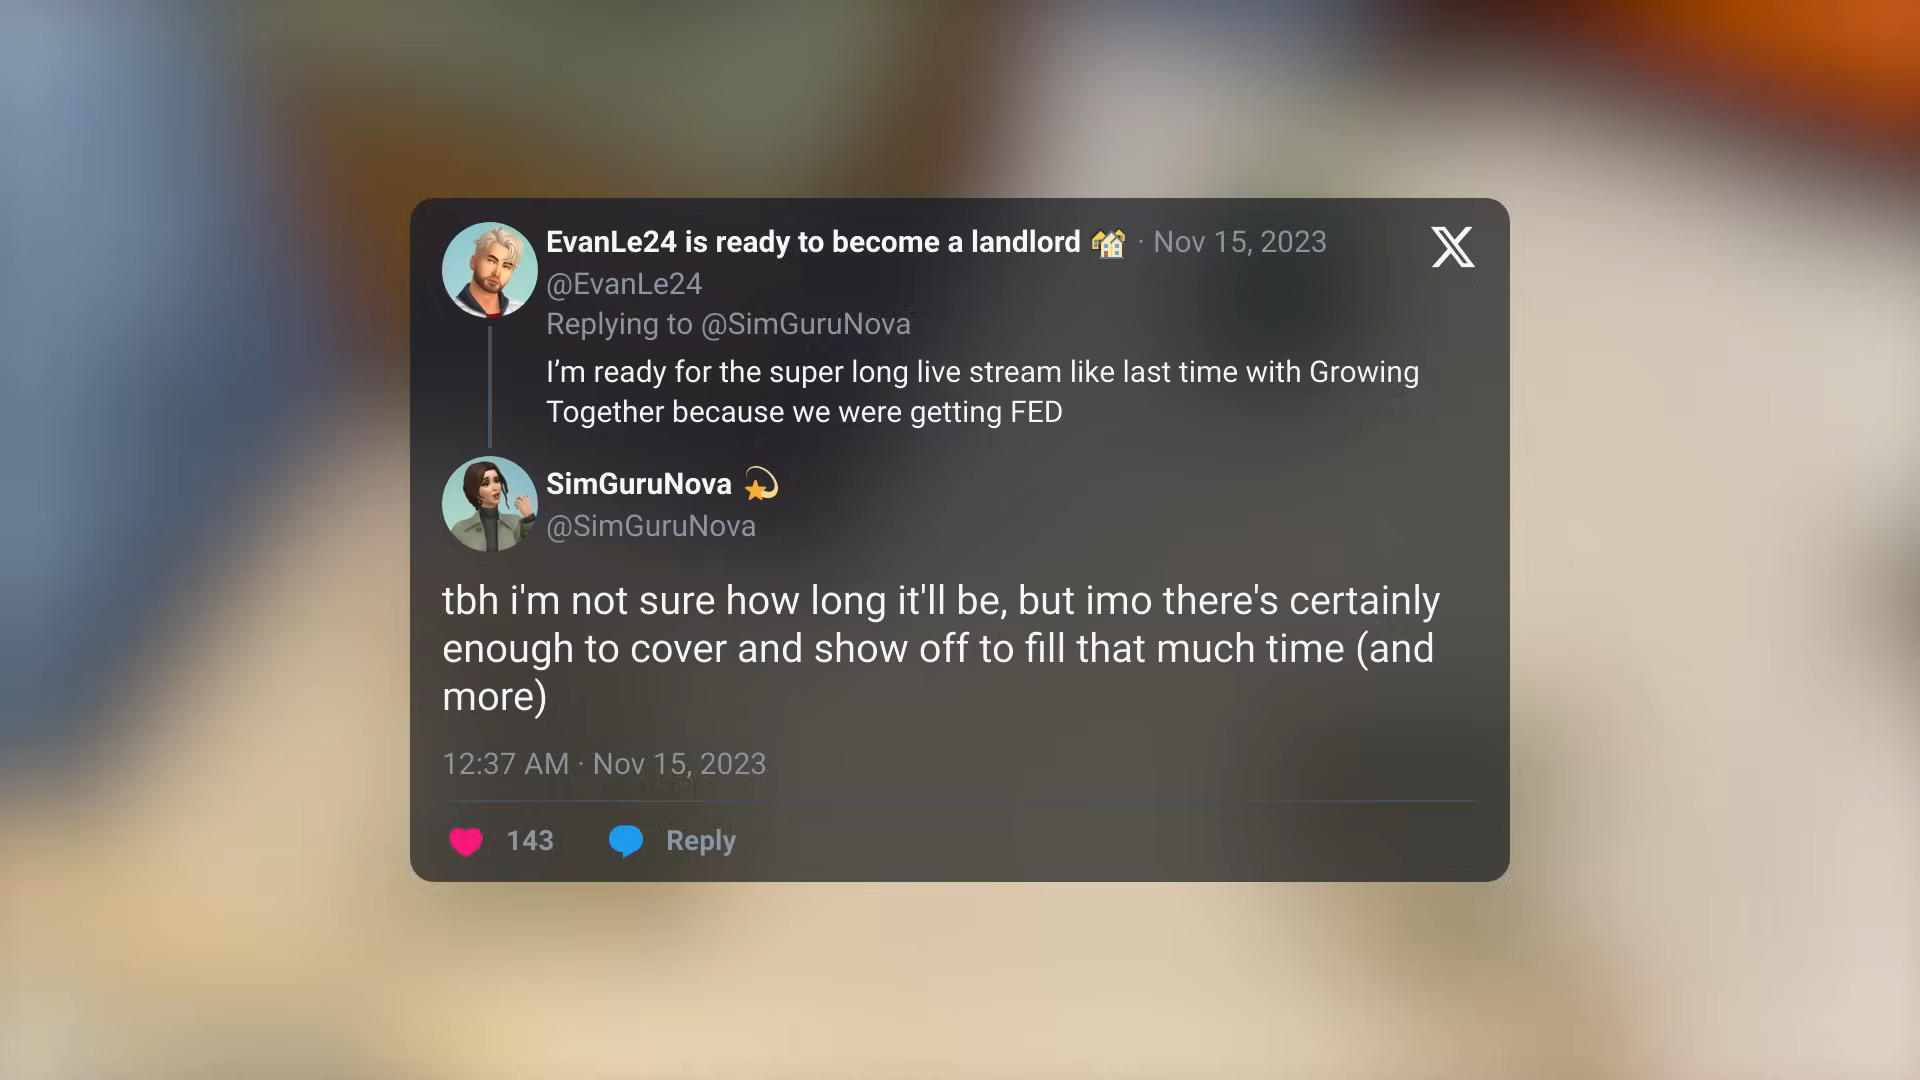 EvanLe24 is ready to become a landlord 🏘️ · Nov 15, 2023
@EvanLe24
Replying to @SimGuruNova
I’m ready for the super long live stream like last time with Growing
Together because we were getting FED
SimGuruNova 💫
@SimGuruNova
tbh i'm not sure how long it'll be, but imo there's certainly
enough to cover and show off to fill that much time (and
more)
12:37 AM · Nov 15, 2023
143 Reply